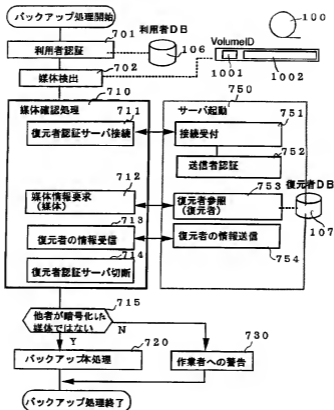 バックアップ処理開始
701
利用者DB
100
利用者認証
106
VolumeID
702
媒体検出
1001
1002
710
750
媒体確認処理
サーバ起動
711
751
復元者認証サーバ接続
接続受付
752
送信者認証
712
753
復元者DB
媒体情報要求
(媒体)
復元者参照
(復元者)
713
107
復元者の情報受信
復元者の情報送信
714
754
復元者認証サーバ切断
715
他者が暗号化した
媒体ではない
N
Y
720
730
バックアップ体処理
作業者への警告
バックアップ処理終了